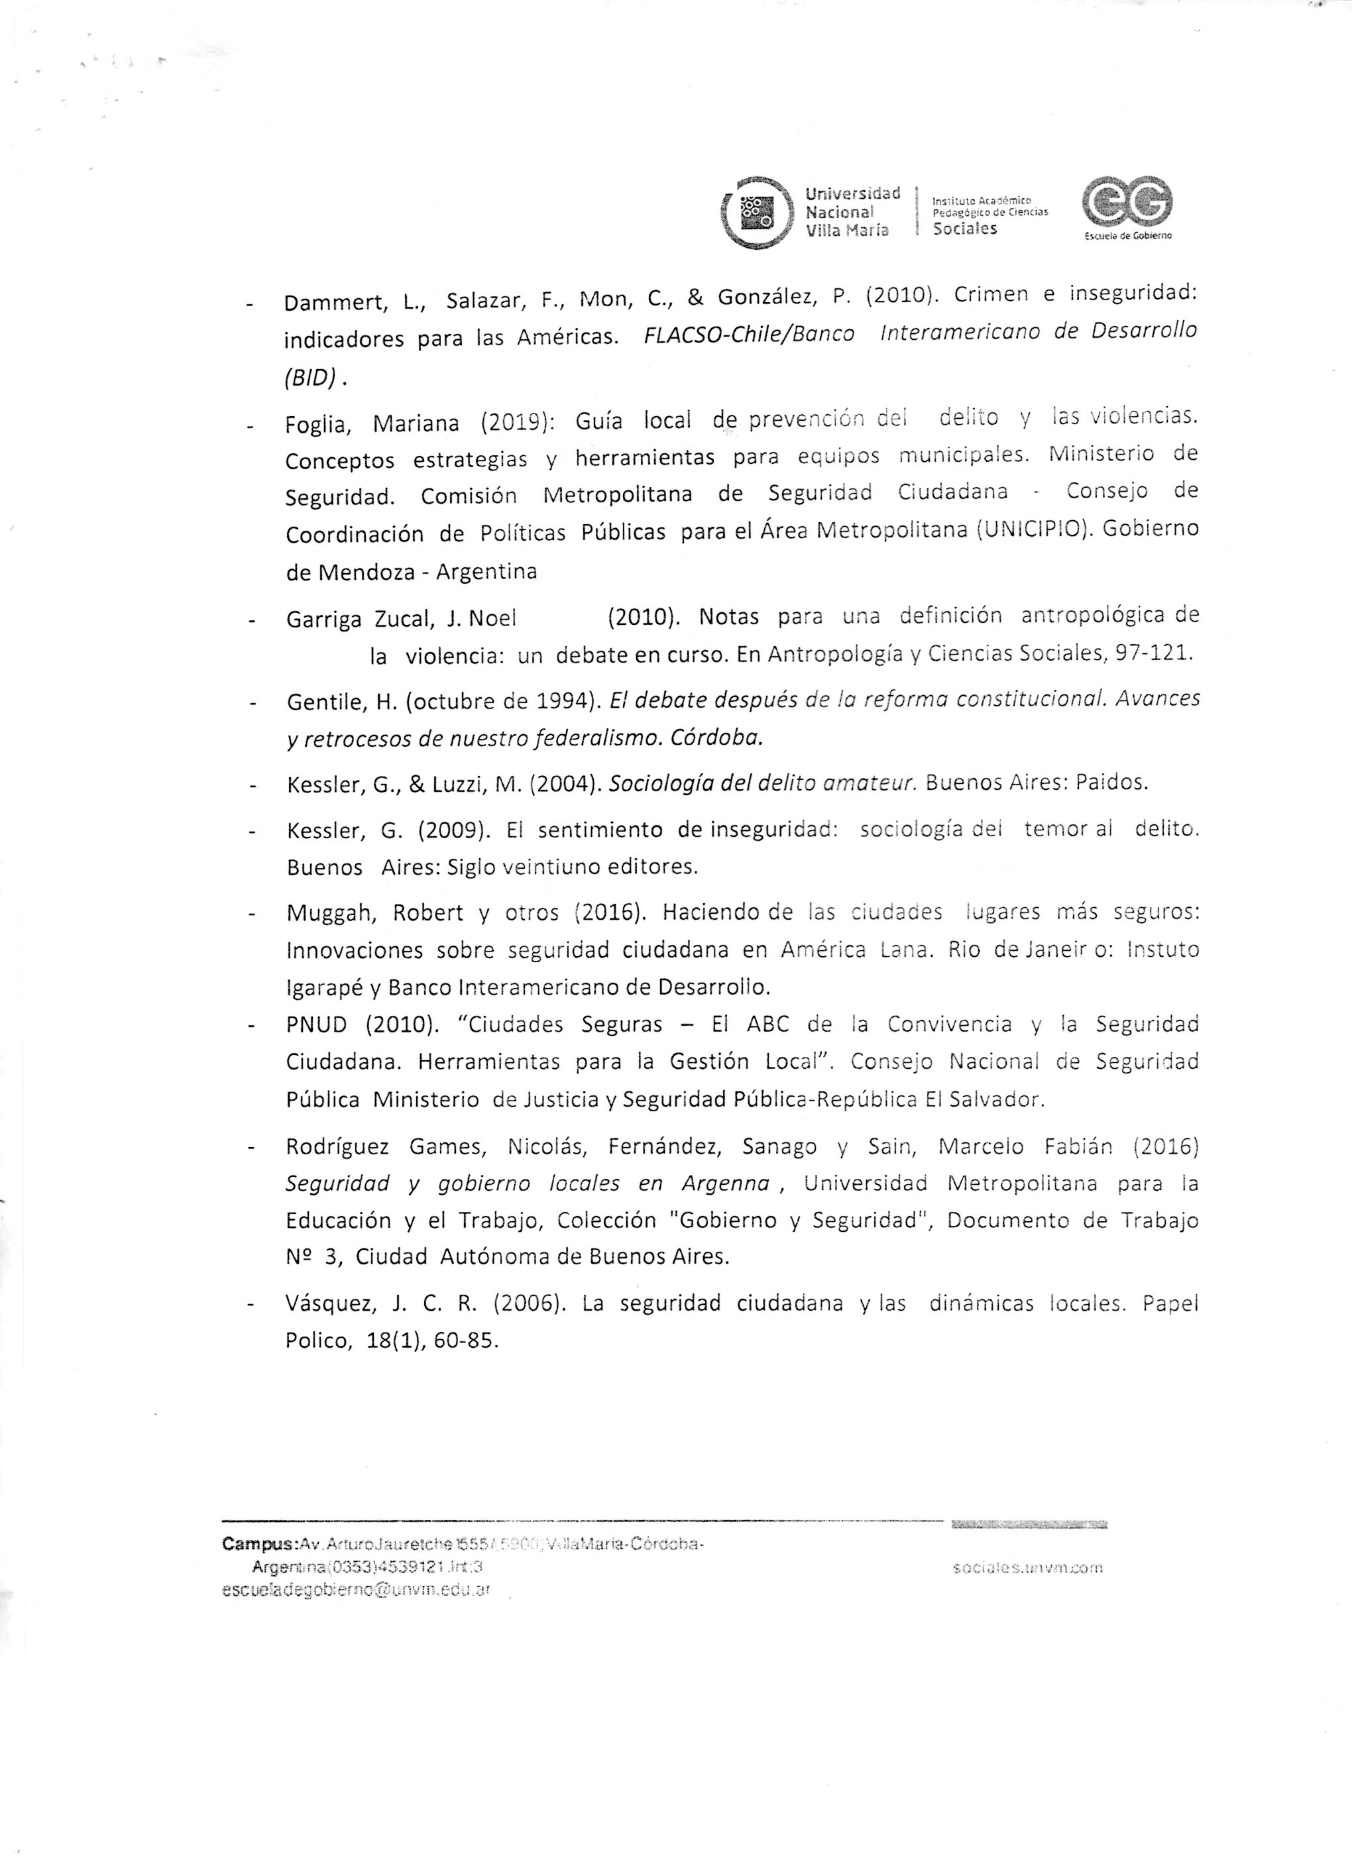 Universidad
Nacional
Villa María
Instituto Académico
Pedagógico de Ciencias
Sociales
eG
Escuela de Gobierno
- Dammert, L., Salazar, F., Mon, C., & González, P. (2010). Crimen e inseguridad:
indicadores para las Américas. FLACSO-Chile/Banco Interamericano de Desarrollo
(BID) .
- Foglia, Mariana (2019): Guía local de prevención del delito y las violencias.
Conceptos estrategias y herramientas para equipos municipales. Ministerio de
Seguridad. Comisión Metropolitana de Seguridad Ciudadana - Consejo de
Coordinación de Políticas Públicas para el Área Metropolitana (UNICIPIO). Gobierno
de Mendoza - Argentina
- Garriga Zucal, J. Noel (2010). Notas para una definición antropológica de
la violencia: un debate en curso. En Antropología y Ciencias Sociales, 97-121.
- Gentile, H. (octubre de 1994). El debate después de la reforma constitucional. Avances
y retrocesos de nuestro federalismo. Córdoba.
- Kessler, G., & Luzzi, M. (2004). Sociología del delito amateur. Buenos Aires: Paidos.
- Kessler, G. (2009). El sentimiento de inseguridad: sociología del temor al delito.
Buenos Aires: Siglo veintiuno editores.
- Muggah, Robert y otros (2016). Haciendo de las ciudades lugares más seguros:
Innovaciones sobre seguridad ciudadana en América Lana. Rio de Janeir o: Instuto
Igarapé y Banco Interamericano de Desarrollo.
- PNUD (2010). "Ciudades Seguras – El ABC de la Convivencia y la Seguridad
Ciudadana. Herramientas para la Gestión Local". Consejo Nacional de Seguridad
Pública Ministerio de Justicia y Seguridad Pública-República El Salvador.
- Rodríguez Games, Nicolás, Fernández, Sanago y Sain, Marcelo Fabián (2016)
Seguridad y gobierno locales en Argenna , Universidad Metropolitana para la
Educación y el Trabajo, Colección "Gobierno y Seguridad", Documento de Trabajo
Nº 3, Ciudad Autónoma de Buenos Aires.
- Vásquez, J. C. R. (2006). La seguridad ciudadana y las dinámicas locales. Papel
Polico, 18(1), 60-85.
Campus:Av.ArturoJauretche1555/5900,VillaMaría-Córdoba-
Argentina(0353)4539121.int:3
escueladegobierno@unvm.edu.ar
sociales.unvm.com